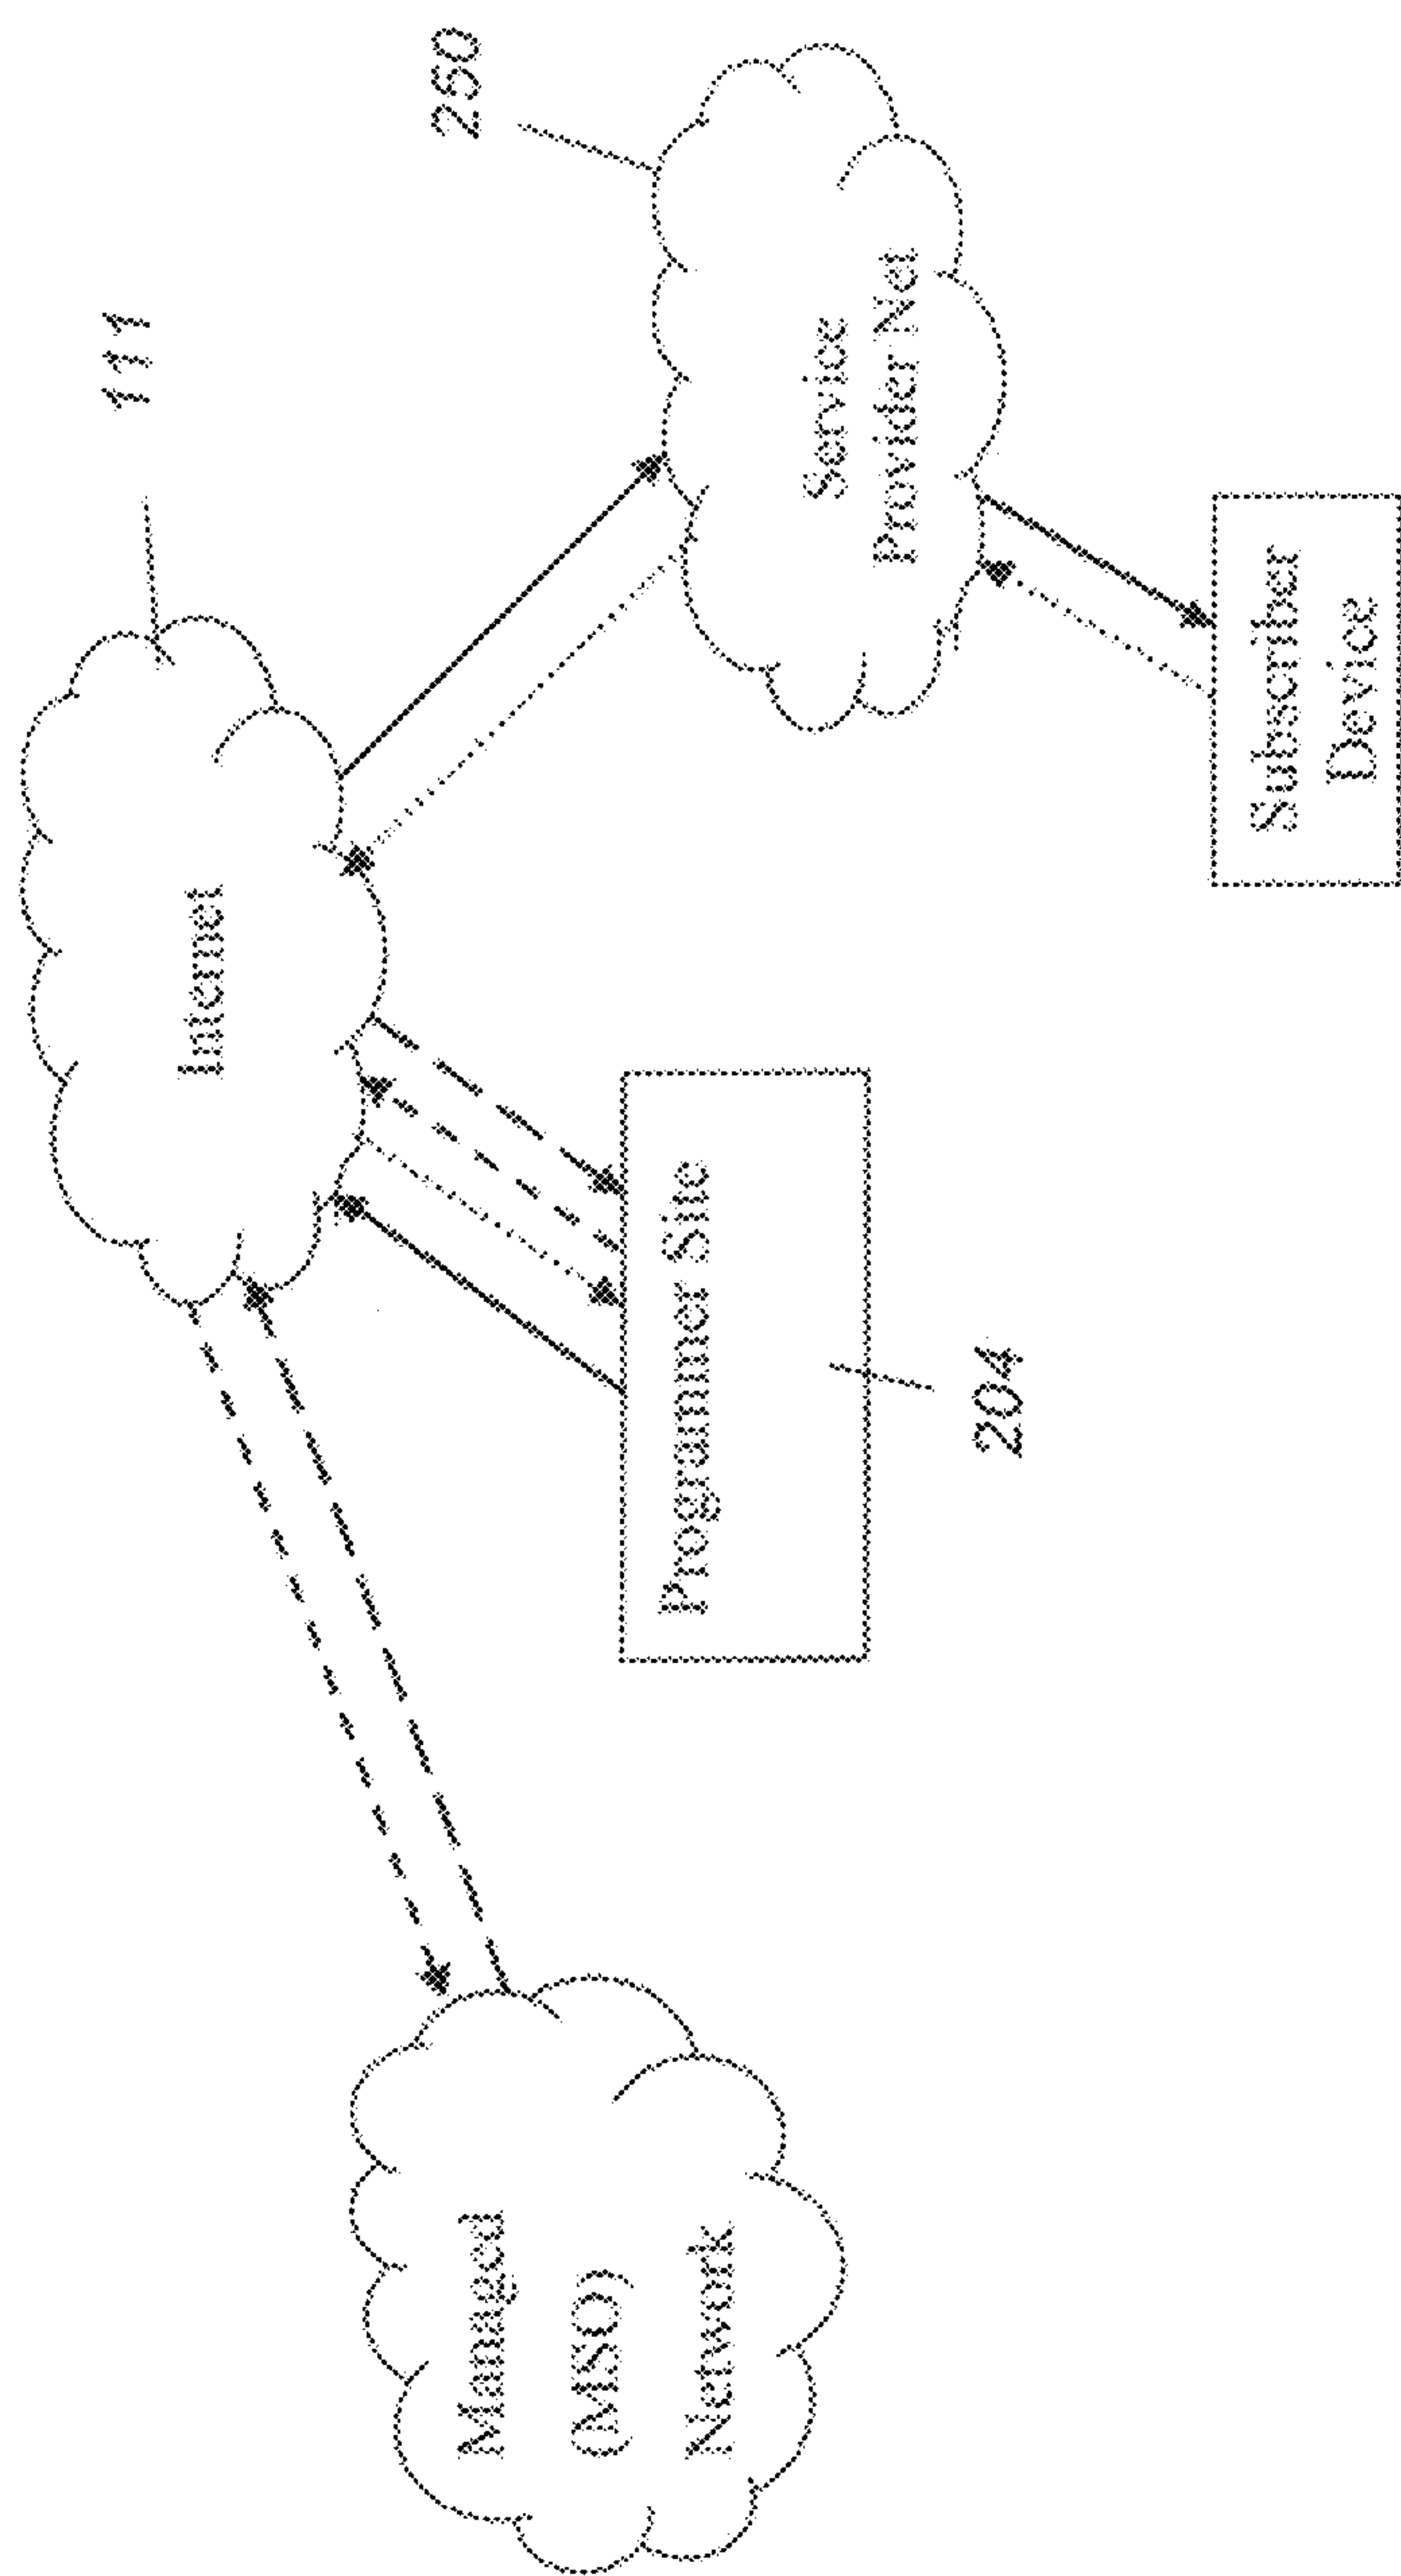 111
250
Internet
Service
Provider Net
Managed
(MSO)
Network
Programmer Site
204
Subscriber
Device